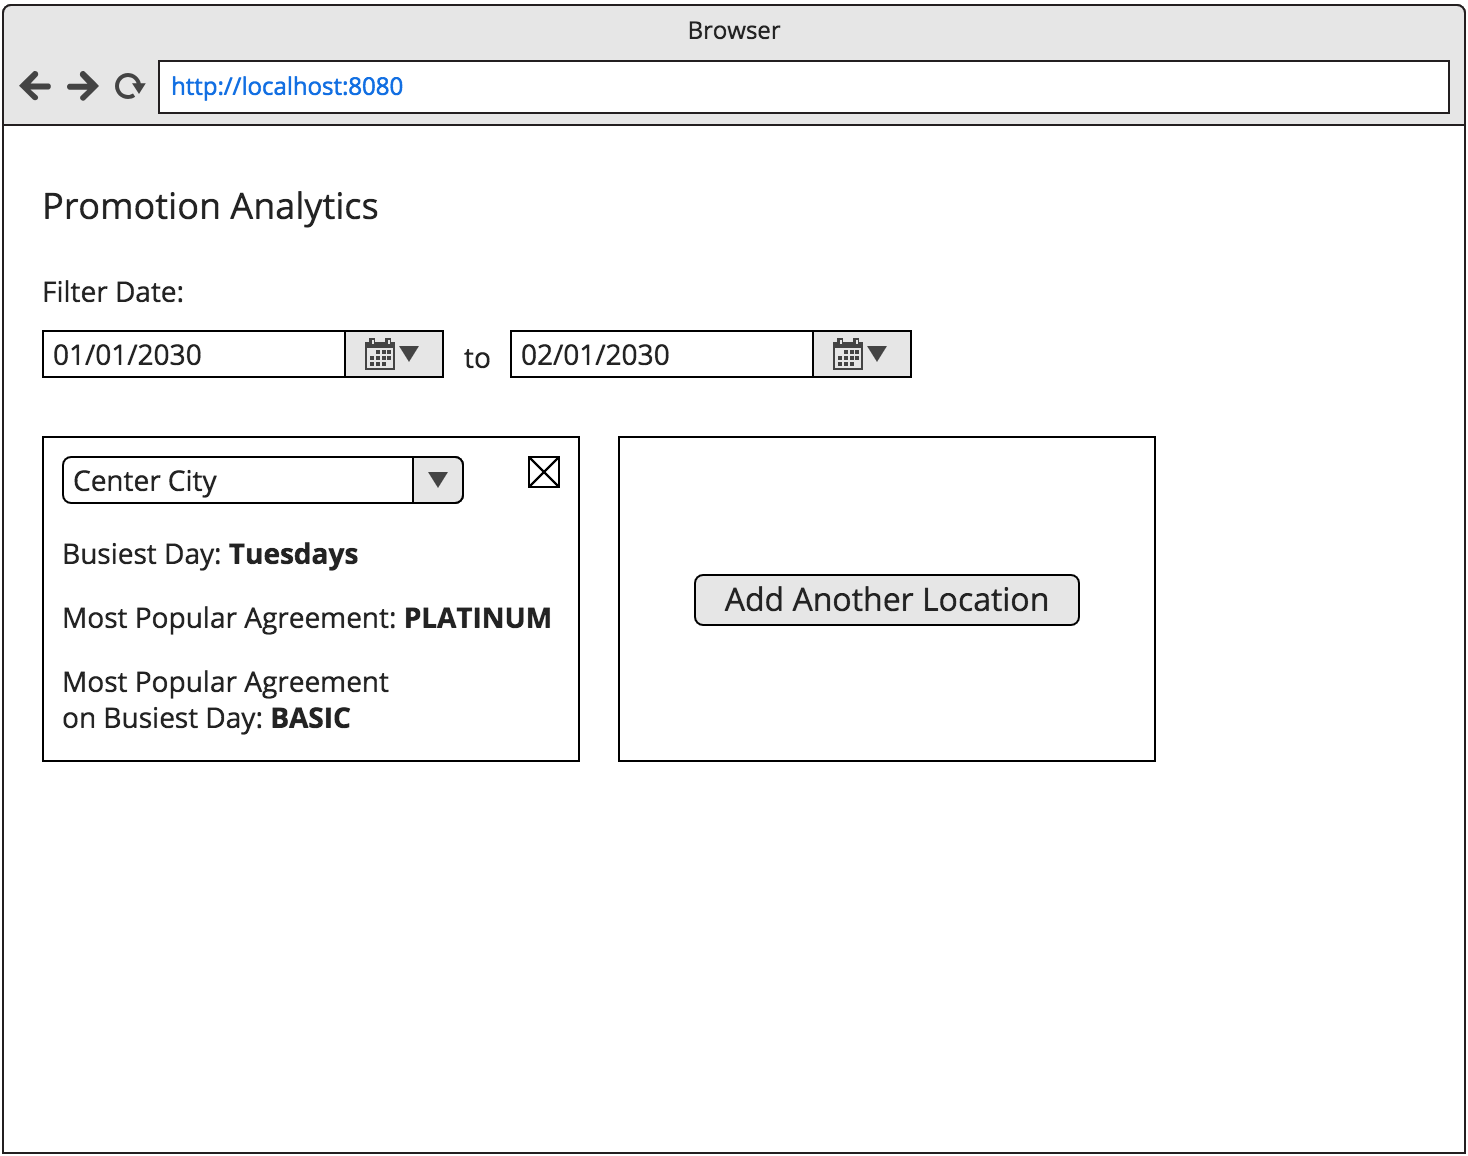 Browser
http://localhost:8080
Promotion Analytics
Filter Date:
01/01/2030 to 02/01/2030
Center City
Busiest Day: Tuesdays
Most Popular Agreement: PLATINUM
Most Popular Agreement
on Busiest Day: BASIC
Add Another Location